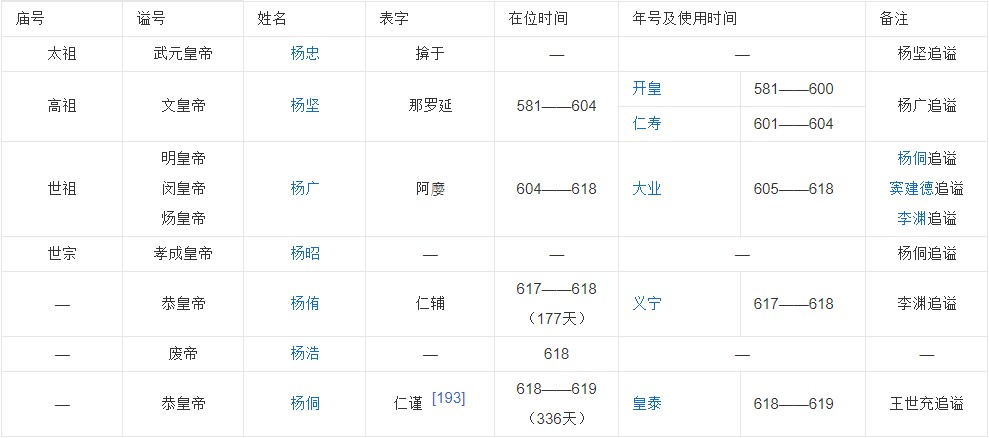 庙号 谥号 姓名 表字 在位时间 年号及使用时间 备注
太祖 武元皇帝 杨忠 揜于 — — 杨坚追谥
高祖 文皇帝 杨坚 那罗延 581——604 开皇 581——600 杨广追谥
仁寿 601——604
世祖 明皇帝 杨广 阿麽 604——618 大业 605——618 杨侗追谥
闵皇帝 窦建德追谥
炀皇帝 李渊追谥
世宗 孝成皇帝 杨昭 — — — 杨侗追谥
— 恭皇帝 杨侑 仁辅 617——618 义宁 617——618 李渊追谥
（177天）
— 废帝 杨浩 — 618 — —
— 恭皇帝 杨侗 仁谨 [193] 618——619 皇泰 618——619 王世充追谥
（336天）